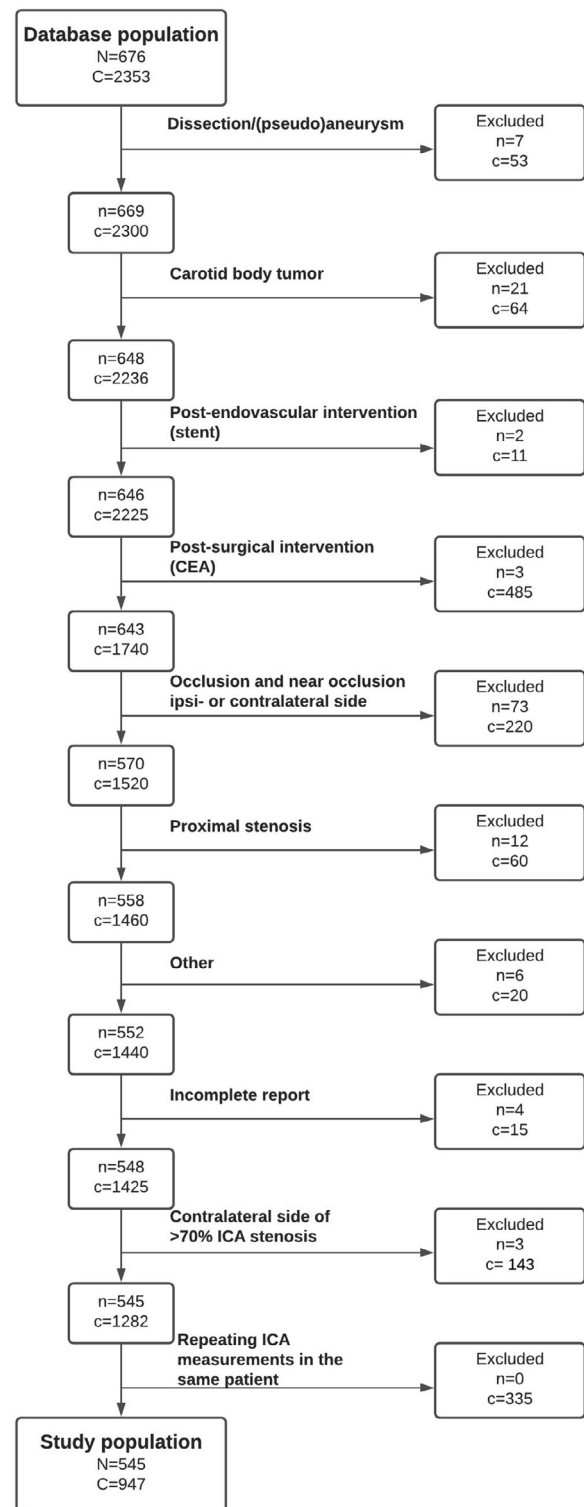 Database population
N=676
C=2353
Dissection/(pseudo)aneurysm
Excluded
n=7
c=53
n=669
c=2300
Carotid body tumor
Excluded
n=21
c=64
n=648
c=2236
Post-endovascular intervention
(stent)
Excluded
n=2
c=11
n=646
c=2225
Post-surgical intervention
(CEA)
Excluded
n=3
c=485
n=643
c=1740
Occlusion and near occlusion
ipsi- or contralateral side
Excluded
n=73
c=220
n=570
c=1520
Proximal stenosis
Excluded
n=12
c=60
n=558
c=1460
Other
Excluded
n=6
c=20
n=552
c=1440
Incomplete report
Excluded
n=4
c=15
n=548
c=1425
Contralateral side of
>70% ICA stenosis
Excluded
n=3
c= 143
n=545
c=1282
Repeating ICA
measurements in the
same patient
Excluded
n=0
c=335
Study population
N=545
C=947